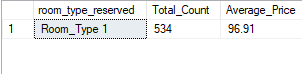 room_type_reserved Total_Count Average_Price
1 Room_Type 1 534 96.91